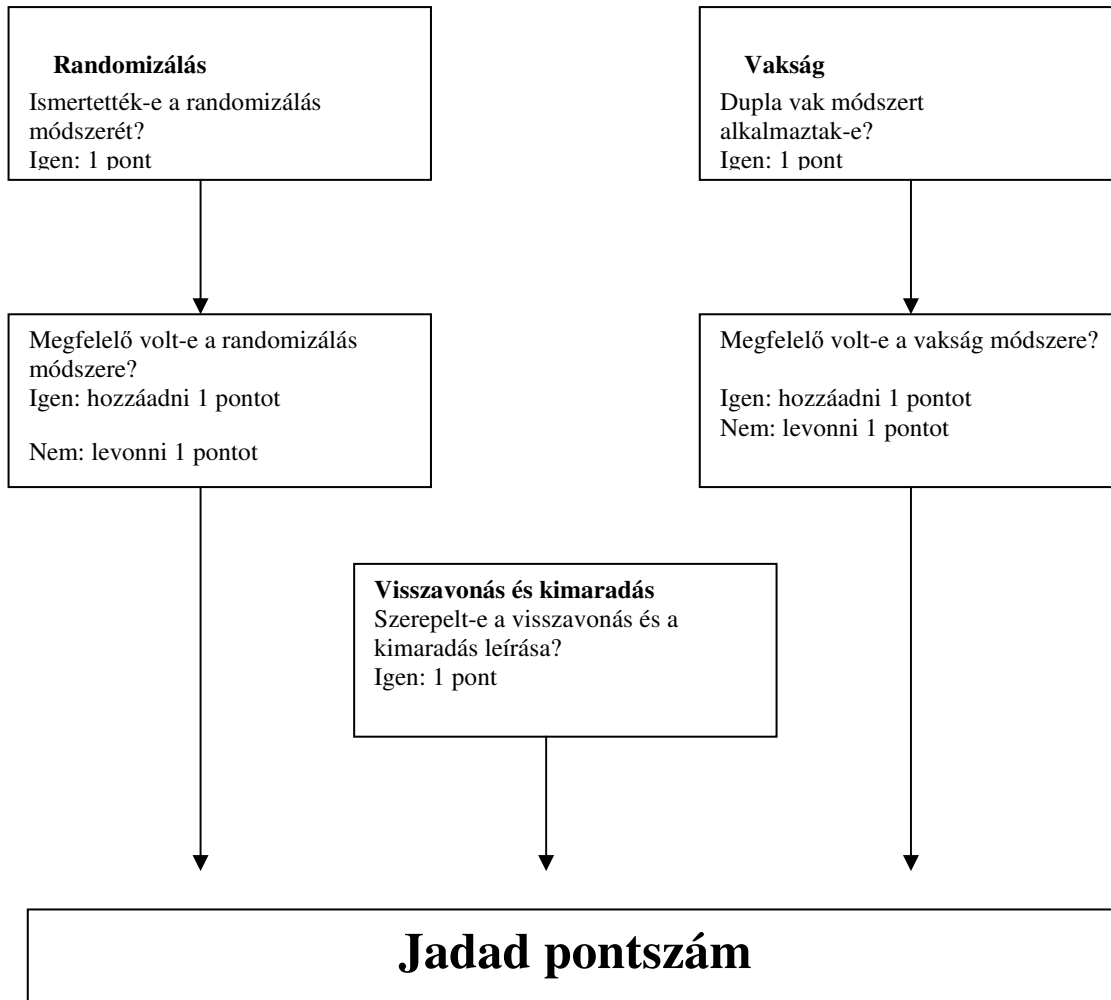 Randomizálás
Ismertették-e a randomizálás
módszerét?
Igen: 1 pont
Vakság
Dupla vak módszert
alkalmaztak-e?
Igen: 1 pont
Megfelelő volt-e a randomizálás
módszere?
Igen: hozzáadni 1 pontot
Nem: levonni 1 pontot
Megfelelő volt-e a vakság módszere?
Igen: hozzáadni 1 pontot
Nem: levonni 1 pontot
Visszavonás és kimaradás
Szerepelt-e a visszavonás és a
kimaradás leírása?
Igen: 1 pont
Jadad pontszám